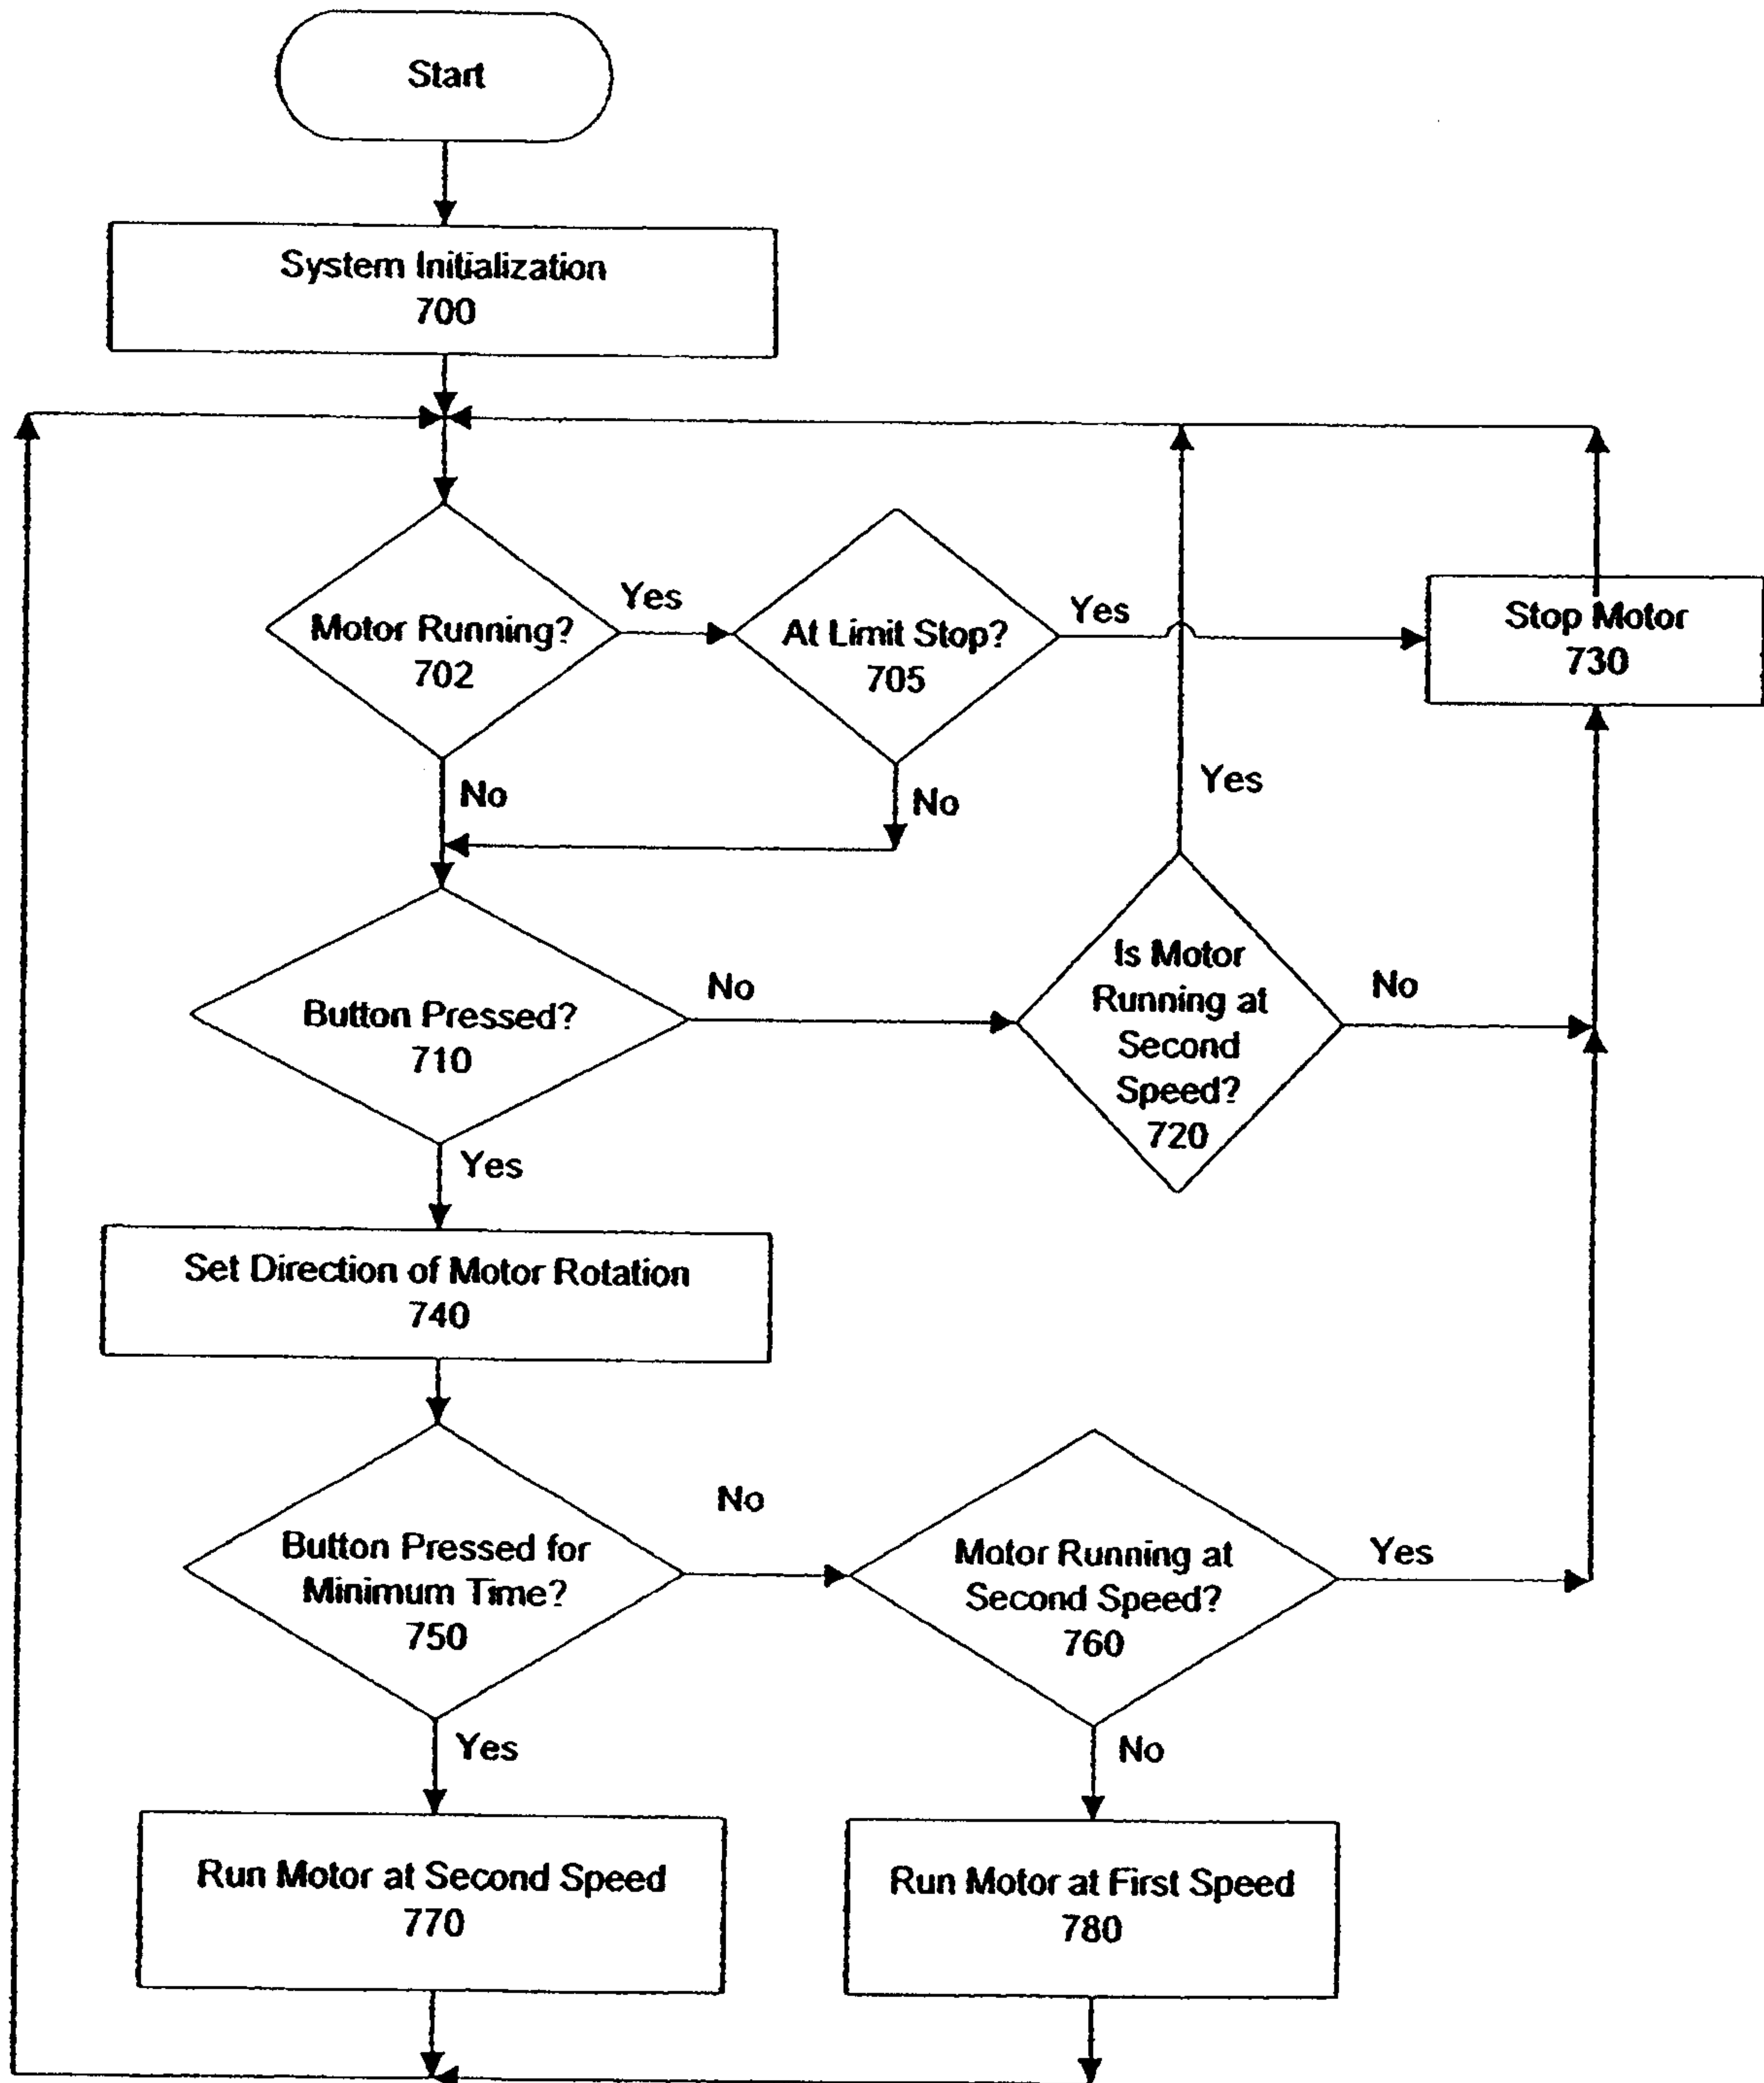 Start
System Initialization
700
Motor Running?
702
Yes
At Limit Stop?
705
Yes
Stop Motor
730
No
No
Yes
Button Pressed?
710
No
Is Motor
Running at
Second
Speed?
720
No
Yes
Set Direction of Motor Rotation
740
Button Pressed for
Minimum Time?
750
No
Motor Running at
Second Speed?
760
Yes
Yes
No
Run Motor at Second Speed
770
Run Motor at First Speed
780